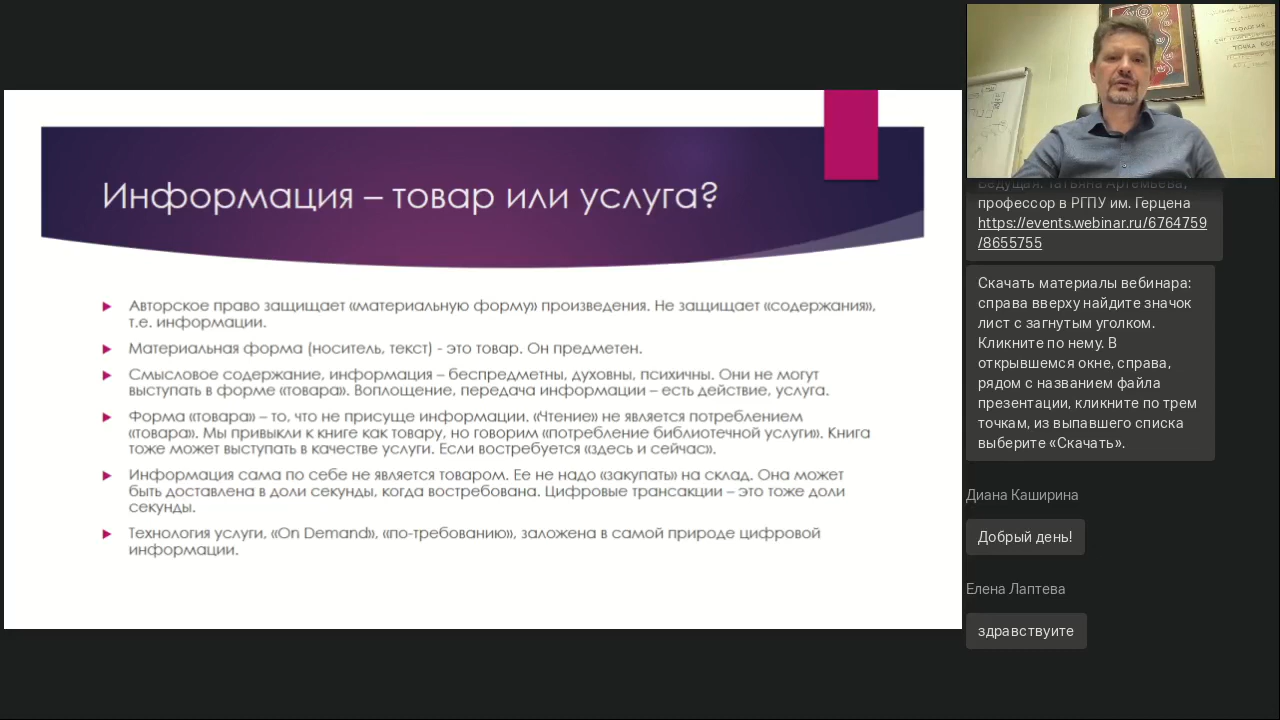 Информация – товар или услуга?
Авторское право защищает «материальную форму» произведения. Не защищает «содержания»,
т.е. информации.
Материальная форма (носитель, текст) - это товар. Он предметен.
Смысловое содержание, информация – беспредметны, духовны, психичны. Они не могут
выступать в форме «товара». Воплощение, передача информации – есть действие, услуга.
Форма «товара» – то, что не присуще информации. «Чтение» не является потреблением
«товара». Мы привыкли к книге как товару, но говорим «потребление библиотечной услуги». Книга
тоже может выступать в качестве услуги. Если востребуется «здесь и сейчас».
Информация сама по себе не является товаром. Ее не надо «закупать» на склад. Она может
быть доставлена в доли секунды, когда востребована. Цифровые трансакции – это тоже доли
секунды.
Технология услуги, «On Demand», «по-требованию», заложена в самой природе цифровой
информации.
Ведущая: Татьяна Артемьева,
профессор в РГПУ им. Герцена
https://events.webinar.ru/6764759
/8655755
Скачать материалы вебинара:
справа вверху найдите значок
лист с загнутым уголком.
Кликните по нему. В
открывшемся окне, справа,
рядом с названием файла
презентации, кликните по трем
точкам, из выпавшего списка
выберите «Скачать».
Диана Каширина
Добрый день!
Елена Лаптева
здравствуите